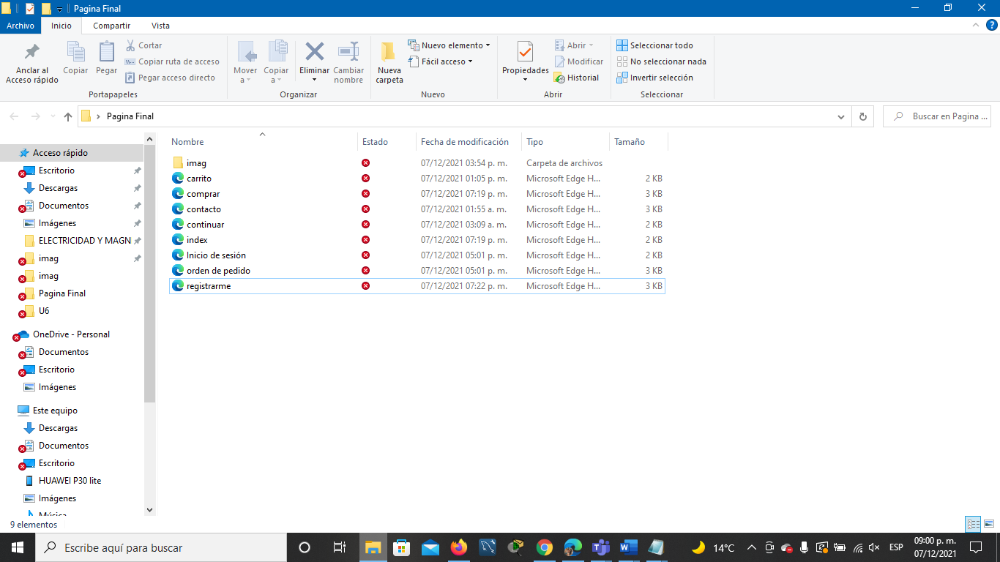 Pagina Final
Archivo Inicio Compartir Vista
Anclar al Acceso rápido
Copiar
Pegar
Cortar
Copiar ruta de acceso
Pegar acceso directo
Portapapeles
Mover a
Copiar a
Eliminar
Cambiar nombre
Organizar
Nueva carpeta
Nuevo elemento
Fácil acceso
Nuevo
Propiedades
Abrir
Modificar
Historial
Abrir
Seleccionar todo
No seleccionar nada
Invertir selección
Seleccionar
Pagina Final
Buscar en Pagina ...
Acceso rápido
Escritorio
Descargas
Documentos
Imágenes
ELECTRICIDAD Y MAGN
imag
imag
Pagina Final
U6
OneDrive - Personal
Documentos
Escritorio
Imágenes
Este equipo
Descargas
Documentos
Escritorio
HUAWEI P30 lite
Imágenes
Música
Nombre Estado Fecha de modificación Tipo Tamaño
imag 07/12/2021 03:54 p. m. Carpeta de archivos
carrito 07/12/2021 01:05 p. m. Microsoft Edge H... 2 KB
comprar 07/12/2021 07:19 p. m. Microsoft Edge H... 3 KB
contacto 07/12/2021 01:55 a. m. Microsoft Edge H... 3 KB
continuar 07/12/2021 03:09 a. m. Microsoft Edge H... 2 KB
index 07/12/2021 07:19 p. m. Microsoft Edge H... 2 KB
Inicio de sesión 07/12/2021 05:01 p. m. Microsoft Edge H... 2 KB
orden de pedido 07/12/2021 05:01 p. m. Microsoft Edge H... 3 KB
registrarme 07/12/2021 07:22 p. m. Microsoft Edge H... 3 KB
9 elementos
Escribe aquí para buscar
14°C
ESP
09:00 p. m.
07/12/2021